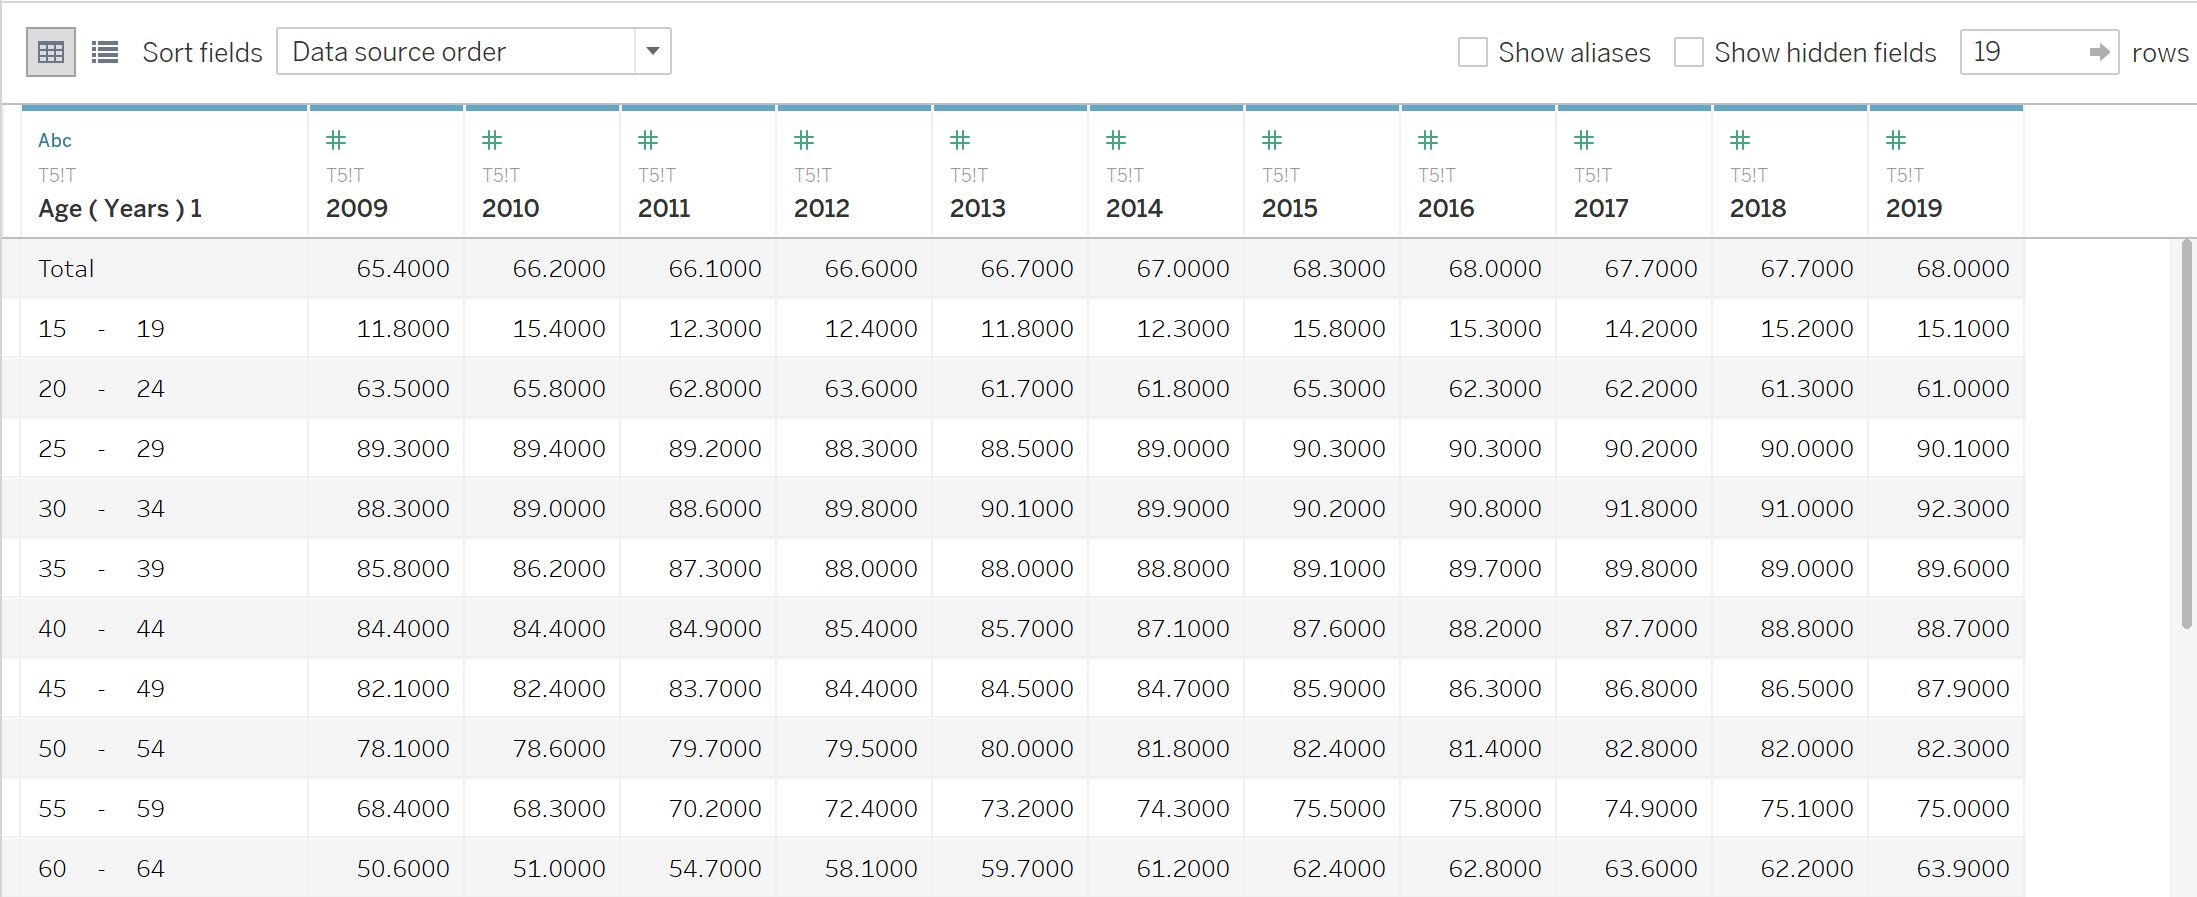 Sort fields Data source order Show aliases Show hidden fields 19 rows
Abc # # # # # # # # # # #
T5!T T5!T T5!T T5!T T5!T T5!T T5!T T5!T T5!T T5!T T5!T T5!T
Age ( Years ) 1 2009 2010 2011 2012 2013 2014 2015 2016 2017 2018 2019
Total 65.4000 66.2000 66.1000 66.6000 66.7000 67.0000 68.3000 68.0000 67.7000 67.7000 68.0000
15 - 19 11.8000 15.4000 12.3000 12.4000 11.8000 12.3000 15.8000 15.3000 14.2000 15.2000 15.1000
20 - 24 63.5000 65.8000 62.8000 63.6000 61.7000 61.8000 65.3000 62.3000 62.2000 61.3000 61.0000
25 - 29 89.3000 89.4000 89.2000 88.3000 88.5000 89.0000 90.3000 90.3000 90.2000 90.0000 90.1000
30 - 34 88.3000 89.0000 88.6000 89.8000 90.1000 89.9000 90.2000 90.8000 91.8000 91.0000 92.3000
35 - 39 85.8000 86.2000 87.3000 88.0000 88.0000 88.8000 89.1000 89.7000 89.8000 89.0000 89.6000
40 - 44 84.4000 84.4000 84.9000 85.4000 85.7000 87.1000 87.6000 88.2000 87.7000 88.8000 88.7000
45 - 49 82.1000 82.4000 83.7000 84.4000 84.5000 84.7000 85.9000 86.3000 86.8000 86.5000 87.9000
50 - 54 78.1000 78.6000 79.7000 79.5000 80.0000 81.8000 82.4000 81.4000 82.8000 82.0000 82.3000
55 - 59 68.4000 68.3000 70.2000 72.4000 73.2000 74.3000 75.5000 75.8000 74.9000 75.1000 75.0000
60 - 64 50.6000 51.0000 54.7000 58.1000 59.7000 61.2000 62.4000 62.8000 63.6000 62.2000 63.9000